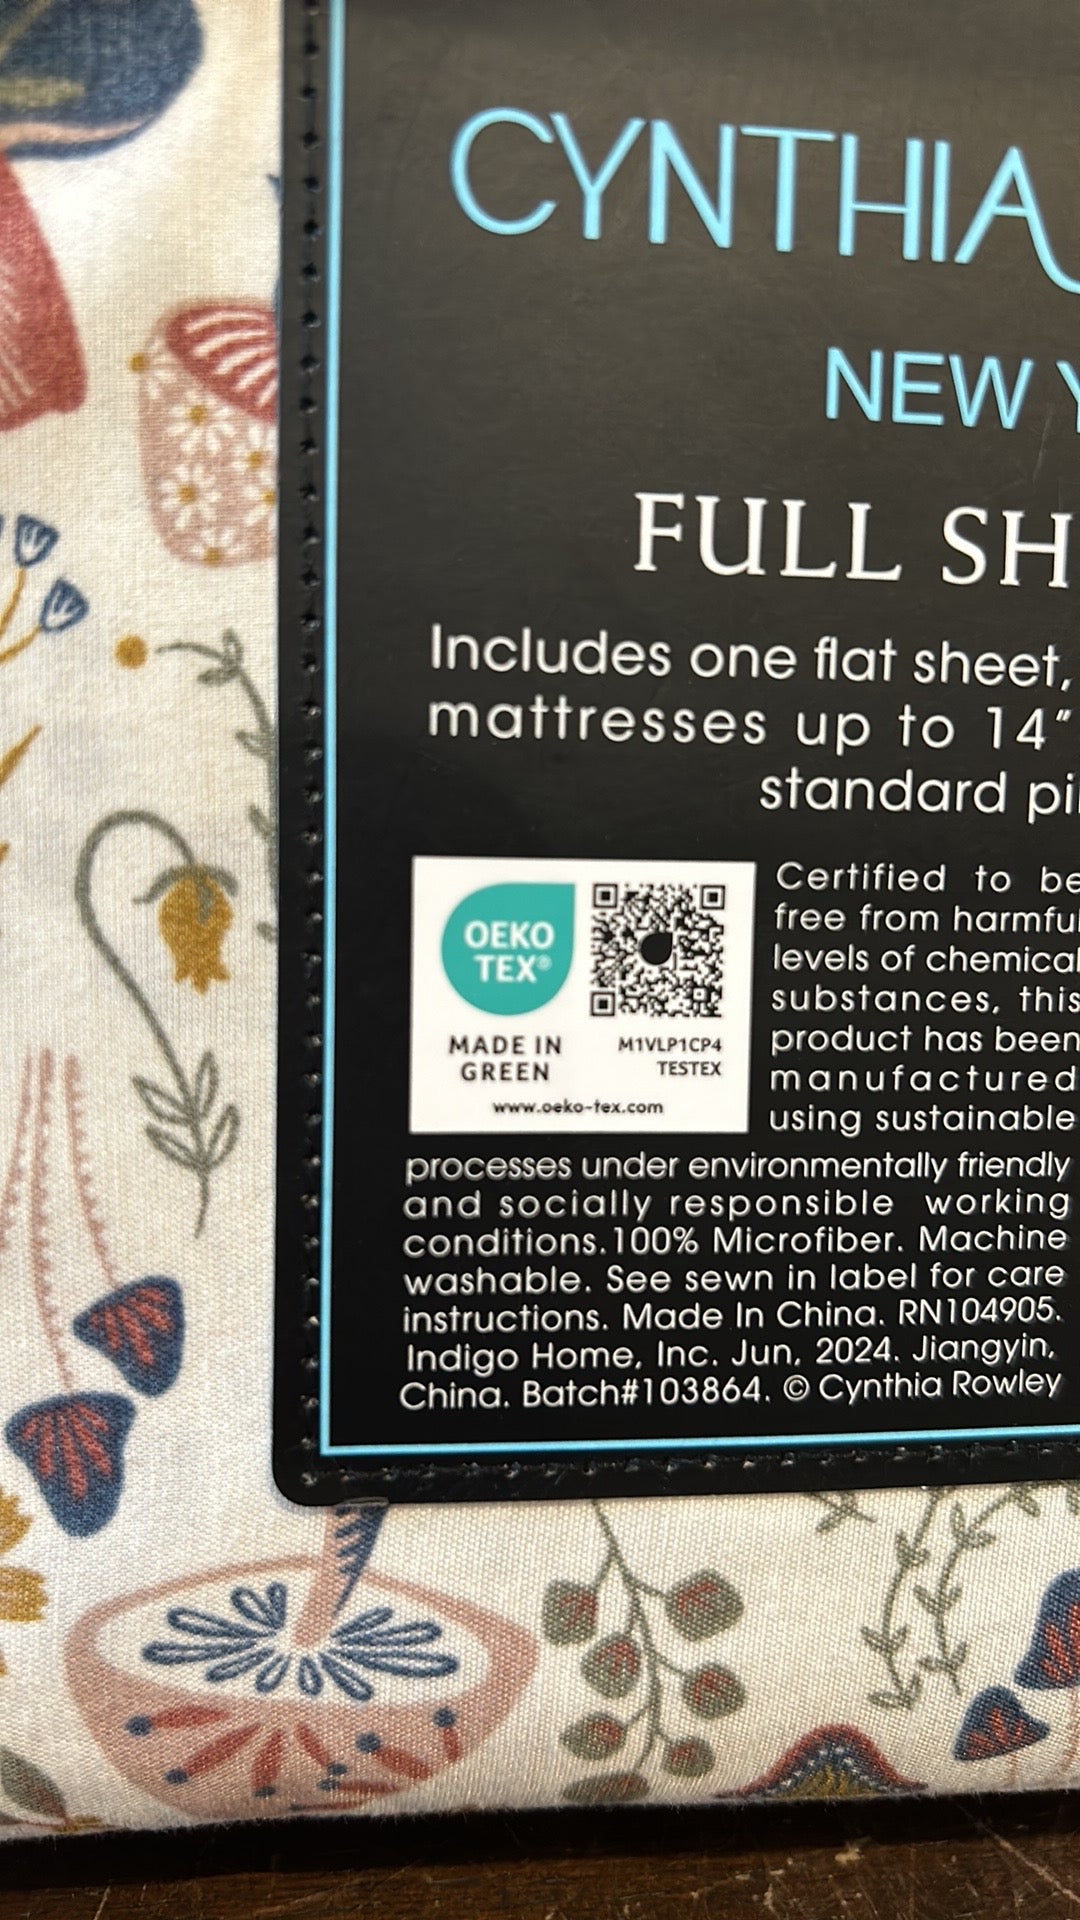 CYNTHIA
NEW
FULL SH
Includes one flat sheet,
mattresses up to 14”
standard pi
OEKO
TEX®
MADE IN
GREEN
M1VLP1CP4
TESTEX
www.oeko-tex.com
Certified to be
free from harmful
levels of chemical
substances, this
product has been
manufactured
using sustainable
processes under environmentally friendly
and socially responsible working
conditions.100% Microfiber. Machine
washable. See sewn in label for care
instructions. Made In China. RN104905.
Indigo Home, Inc. Jun, 2024. Jiangyin,
China. Batch#103864. © Cynthia Rowley